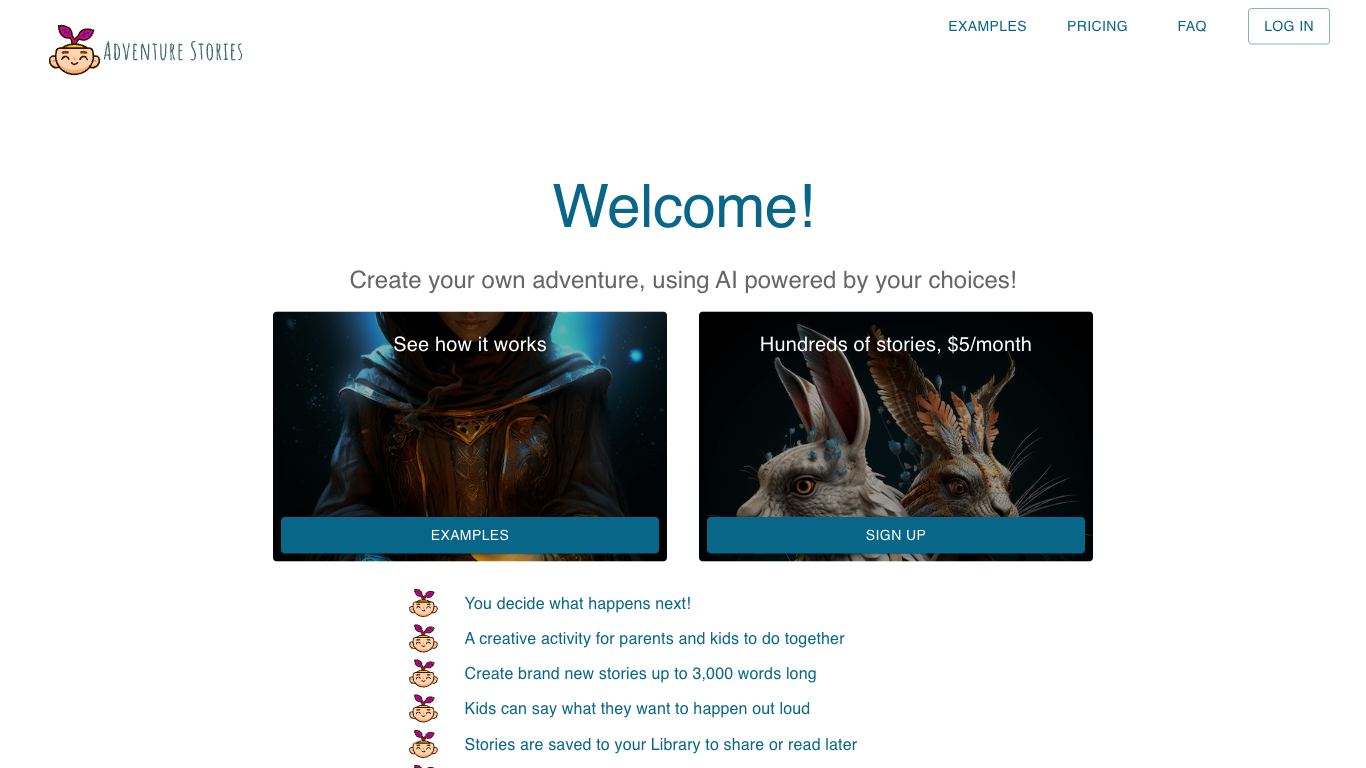 Adventure Stories
EXAMPLES
PRICING
FAQ
LOG IN
Welcome!
Create your own adventure, using AI powered by your choices!
See how it works
EXAMPLES
Hundreds of stories, $5/month
SIGN UP
You decide what happens next!
A creative activity for parents and kids to do together
Create brand new stories up to 3,000 words long
Kids can say what they want to happen out loud
Stories are saved to your Library to share or read later